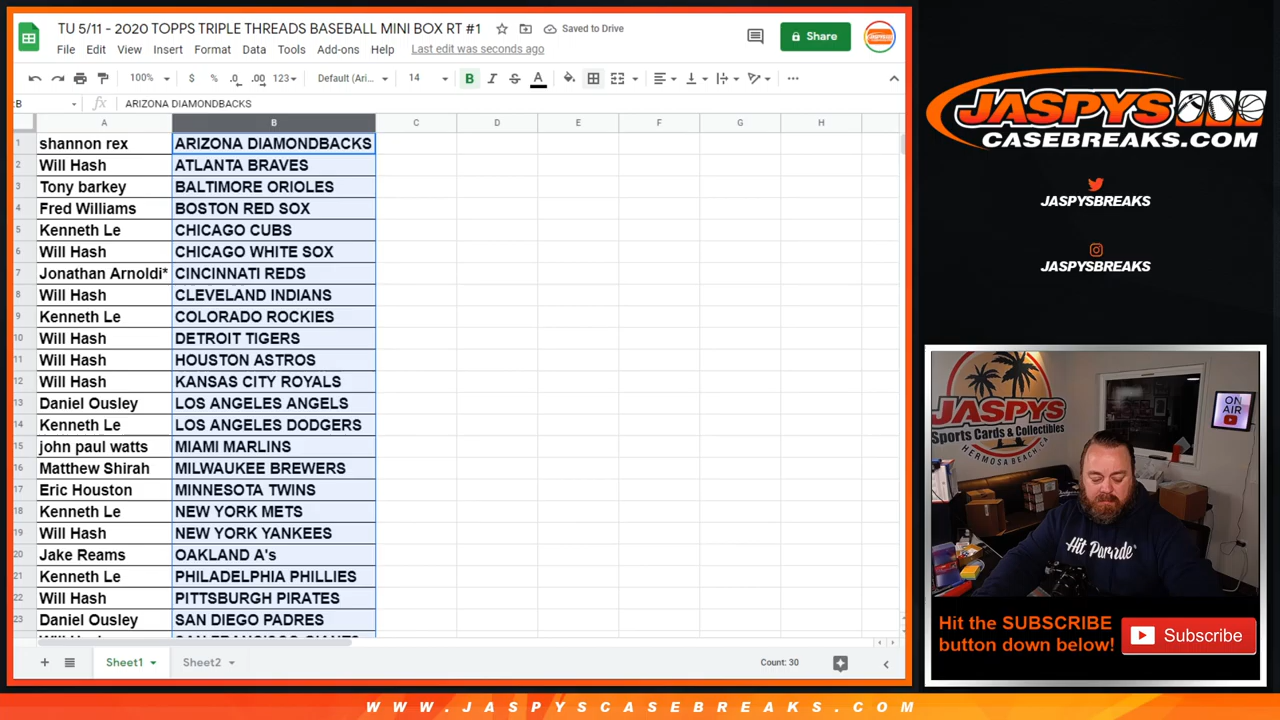 TU 5/11 - 2020 TOPPS TRIPLE THREADS BASEBALL MINI BOX RT #1
Saved to Drive
File Edit View Insert Format Data Tools Add-ons Help Last edit was seconds ago
Share
100% $ % .0 .00 123 Default (Ari... 14 B I S A
:B fx ARIZONA DIAMONDBACKS
A B C D E F G H
1 shannon rex ARIZONA DIAMONDBACKS
2 Will Hash ATLANTA BRAVES
3 Tony barkey BALTIMORE ORIOLES
4 Fred Williams BOSTON RED SOX
5 Kenneth Le CHICAGO CUBS
6 Will Hash CHICAGO WHITE SOX
7 Jonathan Arnoldi* CINCINNATI REDS
8 Will Hash CLEVELAND INDIANS
9 Kenneth Le COLORADO ROCKIES
10 Will Hash DETROIT TIGERS
11 Will Hash HOUSTON ASTROS
12 Will Hash KANSAS CITY ROYALS
13 Daniel Ousley LOS ANGELES ANGELS
14 Kenneth Le LOS ANGELES DODGERS
15 john paul watts MIAMI MARLINS
16 Matthew Shirah MILWAUKEE BREWERS
17 Eric Houston MINNESOTA TWINS
18 Kenneth Le NEW YORK METS
19 Will Hash NEW YORK YANKEES
20 Jake Reams OAKLAND A's
21 Kenneth Le PHILADELPHIA PHILLIES
22 Will Hash PITTSBURGH PIRATES
23 Daniel Ousley SAN DIEGO PADRES
Will Hash SAN FRANCISCO GIANTS
Sheet1 Sheet2 Count: 30
JASPYS
CASEBREAKS.COM
JASPYSBREAKS
JASPYSBREAKS
JASPYS
Sports Cards & Collectibles
HERMOSA BEACH, CA
ON AIR
Hit Parade
Hit the SUBSCRIBE
button down below!
Subscribe
WWW.JASPYSCASEBREAKS.COM